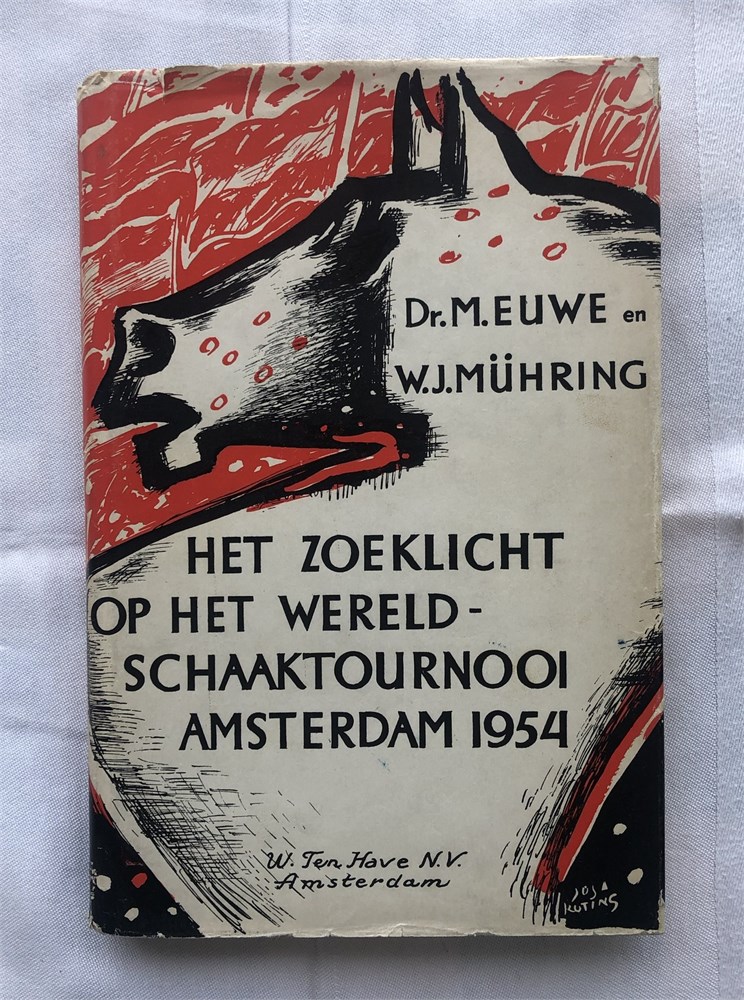 Dr. M. EUWE en
W.J. MÜHRING
HET ZOEKLICHT
OP HET WERELD-
SCHAAKTOURNOOI
AMSTERDAM 1954
W. Ten Have N.V.
Amsterdam
JOSA
KUTINS